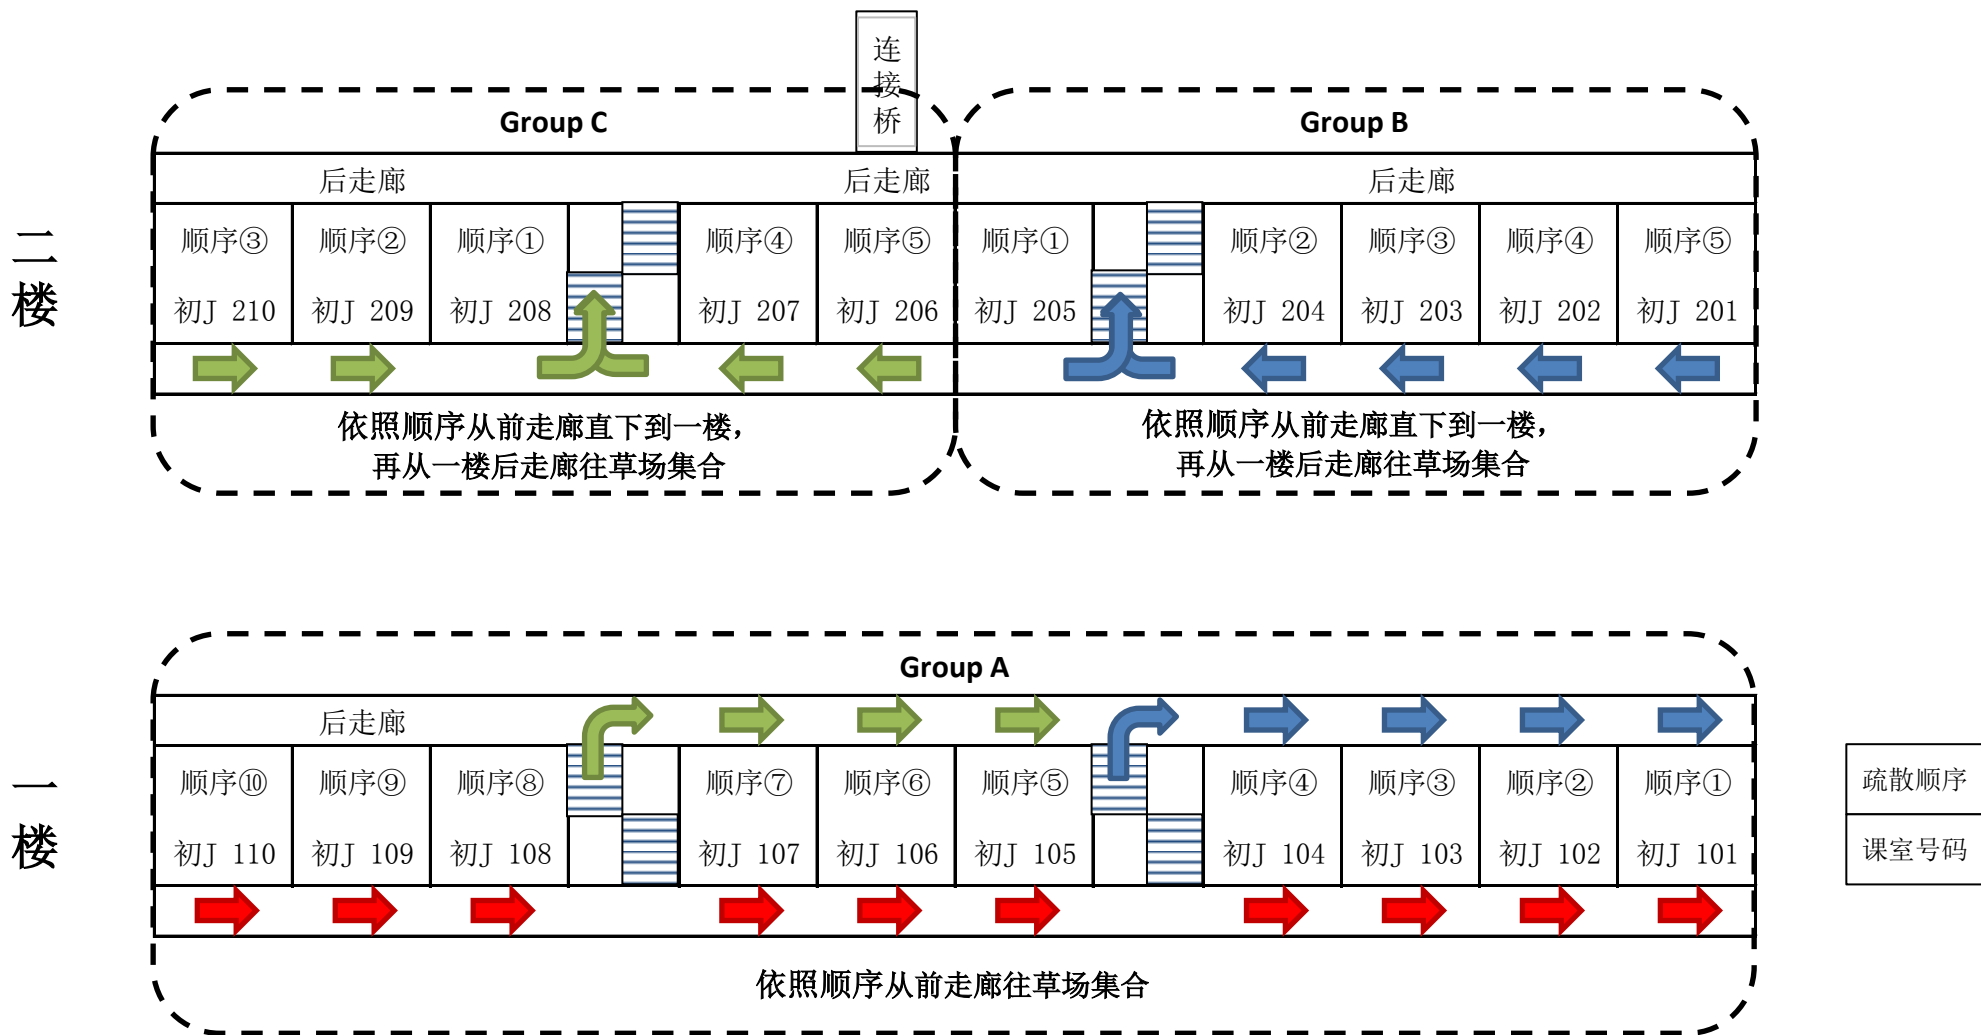 连
接
桥
Group C
Group B
后走廊
后走廊
后走廊
二
楼
顺序③
顺序②
顺序①
顺序④
顺序⑤
顺序①
顺序②
顺序③
顺序④
顺序⑤
初J 210
初J 209
初J 208
初J 207
初J 206
初J 205
初J 204
初J 203
初J 202
初J 201
依照顺序从前走廊直下到一楼，
再从一楼后走廊往草场集合
依照顺序从前走廊直下到一楼，
再从一楼后走廊往草场集合
Group A
后走廊
一
楼
顺序⑩
顺序⑨
顺序⑧
顺序⑦
顺序⑥
顺序⑤
顺序④
顺序③
顺序②
顺序①
初J 110
初J 109
初J 108
初J 107
初J 106
初J 105
初J 104
初J 103
初J 102
初J 101
疏散顺序
课室号码
依照顺序从前走廊往草场集合